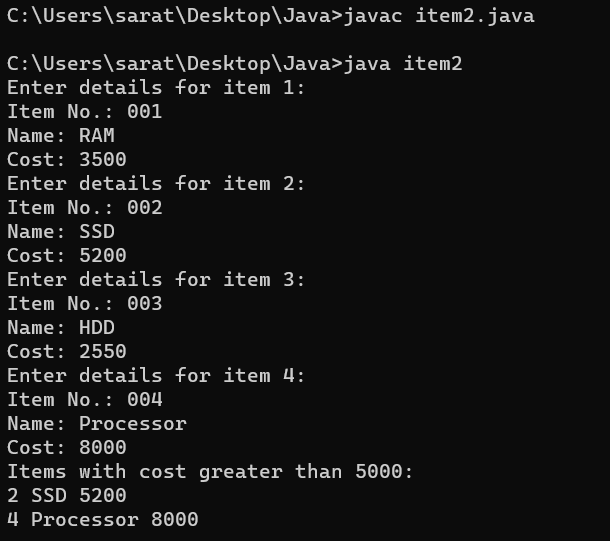 C:\Users\sarat\Desktop\Java>javac item2.java
C:\Users\sarat\Desktop\Java>java item2
Enter details for item 1:
Item No.: 001
Name: RAM
Cost: 3500
Enter details for item 2:
Item No.: 002
Name: SSD
Cost: 5200
Enter details for item 3:
Item No.: 003
Name: HDD
Cost: 2550
Enter details for item 4:
Item No.: 004
Name: Processor
Cost: 8000
Items with cost greater than 5000:
2 SSD 5200
4 Processor 8000